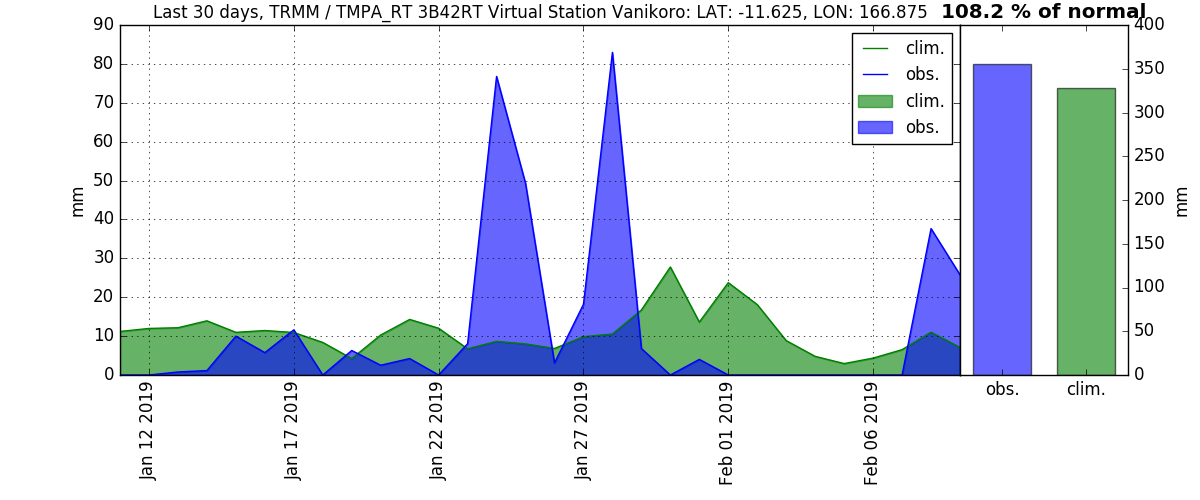 Last 30 days, TRMM / TMPA_RT 3B42RT Virtual Station Vanikoro: LAT: -11.625, LON: 166.875 108.2 % of normal
90
80
70
60
50
40
30
20
10
0
mm
clim.
obs.
clim.
obs.
Jan 12 2019
Jan 17 2019
Jan 22 2019
Jan 27 2019
Feb 01 2019
Feb 06 2019
400
350
300
250
200
150
100
50
0
mm
obs. clim.